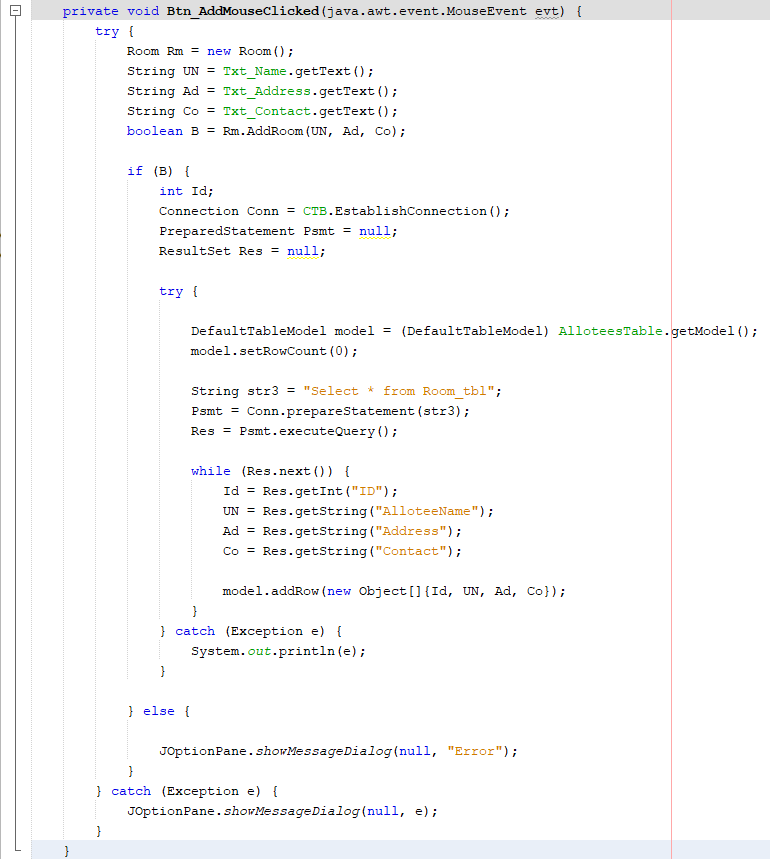 private void Btn_AddMouseClicked(java.awt.event.MouseEvent evt) {
try {
Room Rm = new Room();
String UN = Txt_Name.getText();
String Ad = Txt_Address.getText();
String Co = Txt_Contact.getText();
boolean B = Rm.AddRoom(UN, Ad, Co);
if (B) {
int Id;
Connection Conn = CTB.EstablishConnection();
PreparedStatement Psmt = null;
ResultSet Res = null;
try {
DefaultTableModel model = (DefaultTableModel) AlloteesTable.getModel();
model.setRowCount(0);
String str3 = "Select * from Room_tbl";
Psmt = Conn.prepareStatement(str3);
Res = Psmt.executeQuery();
while (Res.next()) {
Id = Res.getInt("ID");
UN = Res.getString("AlloteeName");
Ad = Res.getString("Address");
Co = Res.getString("Contact");
model.addRow(new Object[]{Id, UN, Ad, Co});
}
} catch (Exception e) {
System.out.println(e);
}
} else {
JOptionPane.showMessageDialog(null, "Error");
}
} catch (Exception e) {
JOptionPane.showMessageDialog(null, e);
}
}